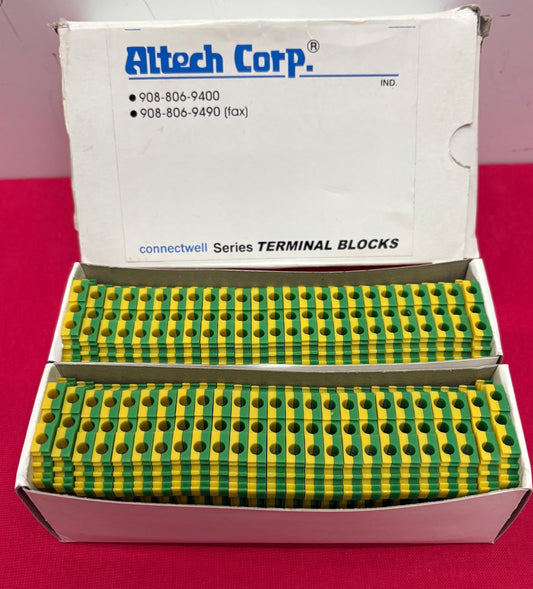 Altech Corp.®
IND.
● 908-806-9400
● 908-806-9490 (fax)
connectwell Series TERMINAL BLOCKS